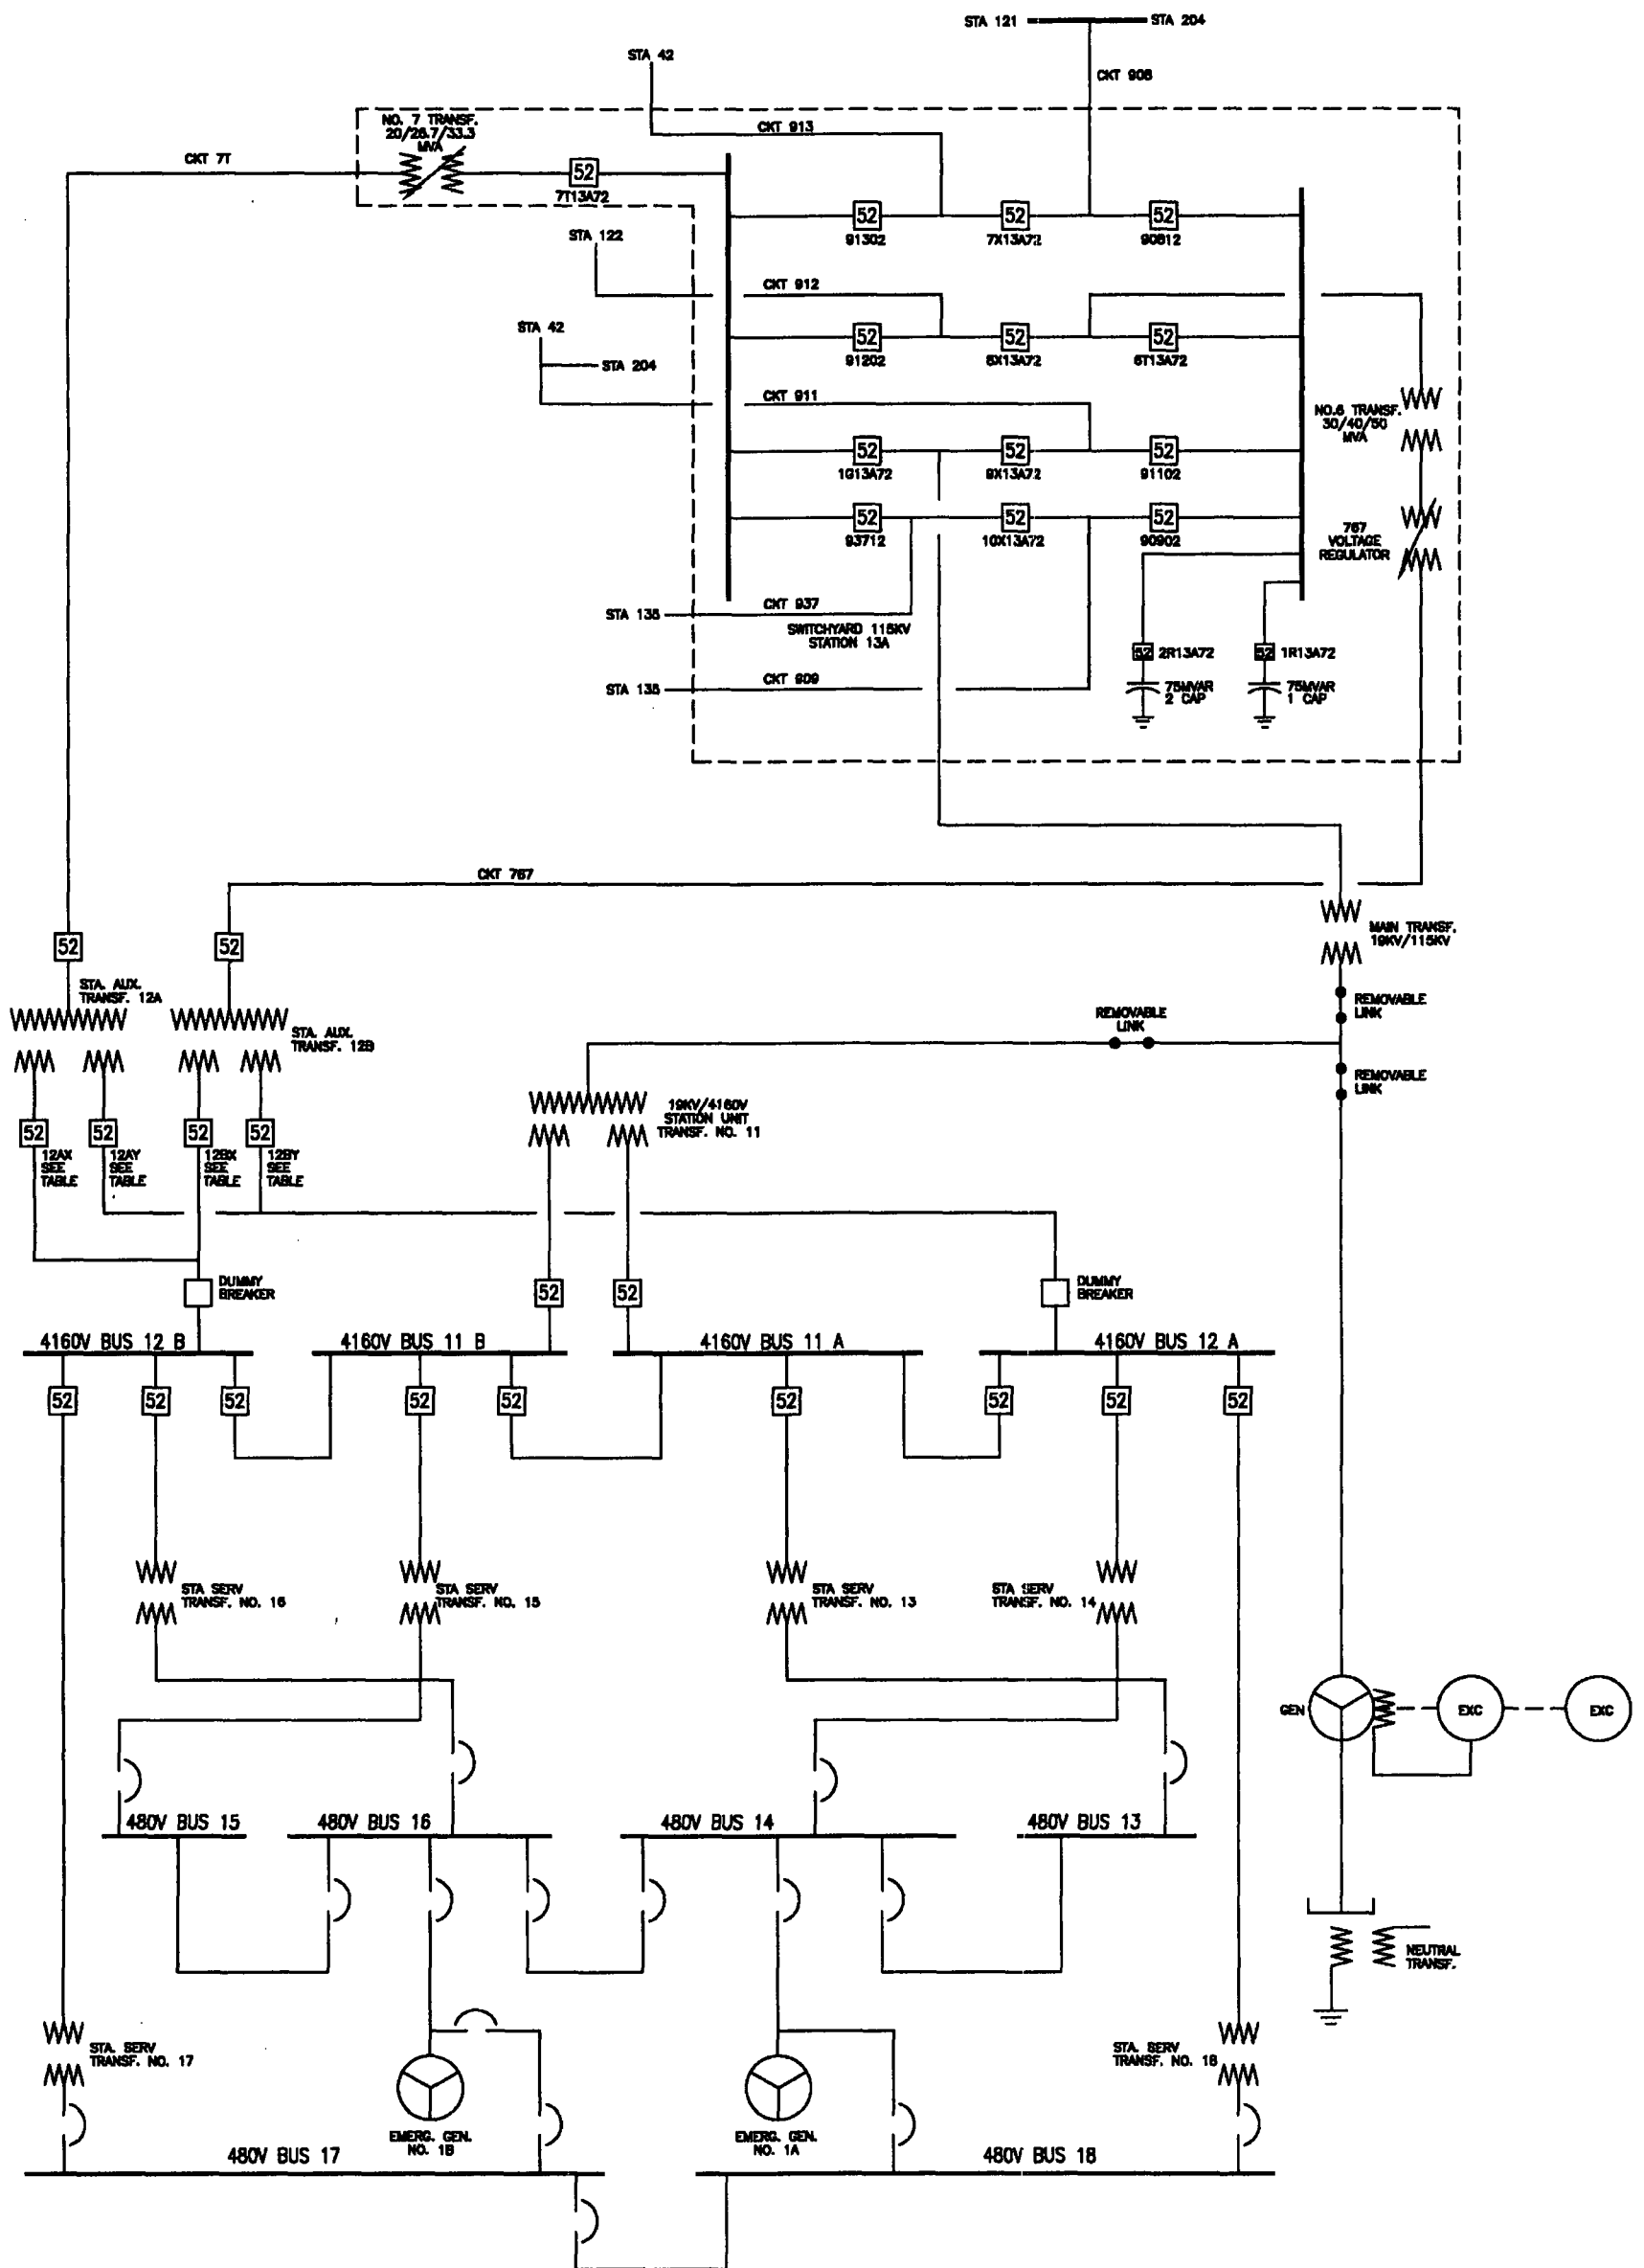 STA 121
STA 204
STA 42
CKT 908
NO. 7 TRANSF.
20/26.7/33.3
MVA
CKT 913
CKT 7T
52
7T13A72
52
91302
52
7X13A72
52
90812
STA 122
CKT 912
STA 42
52
91202
52
8X13A72
52
6T13A72
STA 204
CKT 911
NO.6 TRANSF.
30/40/50
MVA
52
1G13A72
52
9X13A72
52
91102
52
93712
52
10X13A72
52
90902
767
VOLTAGE
REGULATOR
STA 135
CKT 937
SWITCHYARD 115KV
STATION 13A
52
2R13A72
52
1R13A72
STA 135
CKT 909
75MVAR
2 CAP
75MVAR
1 CAP
CKT 767
52
52
MAIN TRANSF.
19KV/115KV
STA. AUX.
TRANSF. 12A
STA. AUX.
TRANSF. 12B
REMOVABLE
LINK
REMOVABLE
LINK
REMOVABLE
LINK
19KV/4160V
STATION UNIT
TRANSF. NO. 11
52
12AX
SEE
TABLE
52
12AY
SEE
TABLE
52
12BX
SEE
TABLE
52
12BY
SEE
TABLE
DUMMY
BREAKER
52
52
DUMMY
BREAKER
4160V BUS 12 B
4160V BUS 11 B
4160V BUS 11 A
4160V BUS 12 A
52
52
52
52
52
52
52
52
52
STA SERV
TRANSF. NO. 16
STA SERV
TRANSF. NO. 15
STA SERV
TRANSF. NO. 13
STA SERV
TRANSF. NO. 14
GEN
EXC
EXC
480V BUS 15
480V BUS 16
480V BUS 14
480V BUS 13
NEUTRAL
TRANSF.
STA. SERV
TRANSF. NO. 17
STA. SERV
TRANSF. NO. 18
EMERG. GEN.
NO. 1B
EMERG. GEN.
NO. 1A
480V BUS 17
480V BUS 18